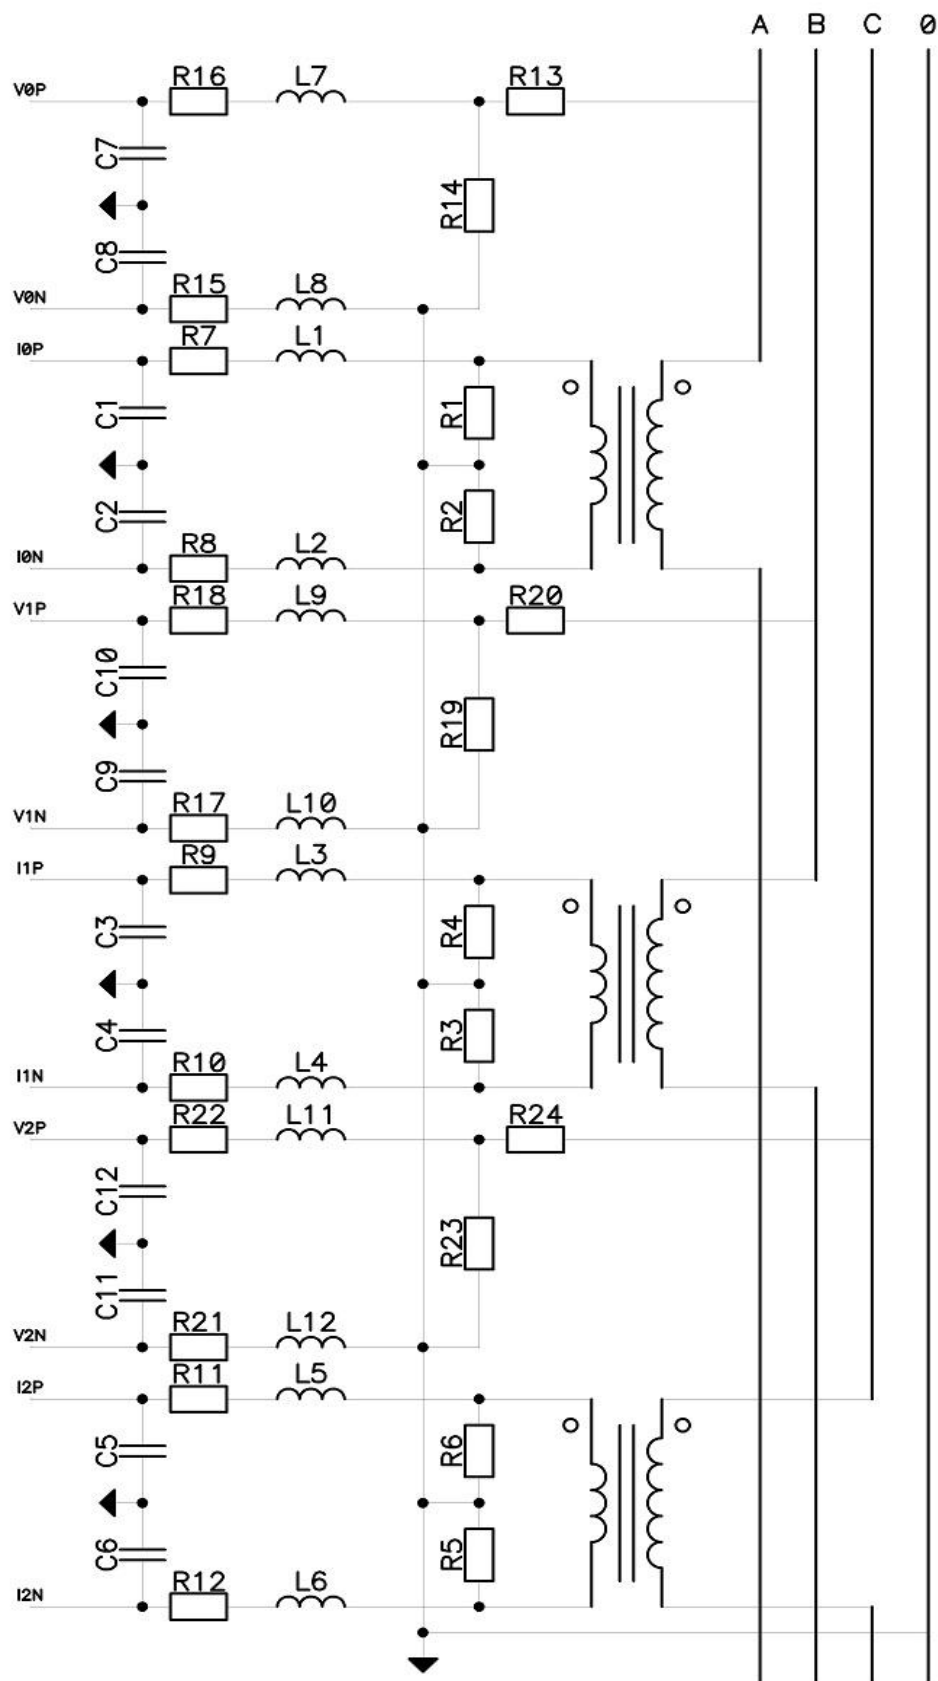 A B C 0
R16 L7 R13
V0P
C7
R14
C8
R15 L8
V0N
R7 L1
I0P
C1 R1
C2 R2
R8 L2
I0N
R18 L9 R20
V1P
C10
R19
C9
R17 L10
V1N
R9 L3
I1P
C3 R4
C4 R3
R10 L4
I1N
R22 L11 R24
V2P
C12
R23
C11
R21 L12
V2N
R11 L5
I2P
C5 R6
C6 R5
R12 L6
I2N